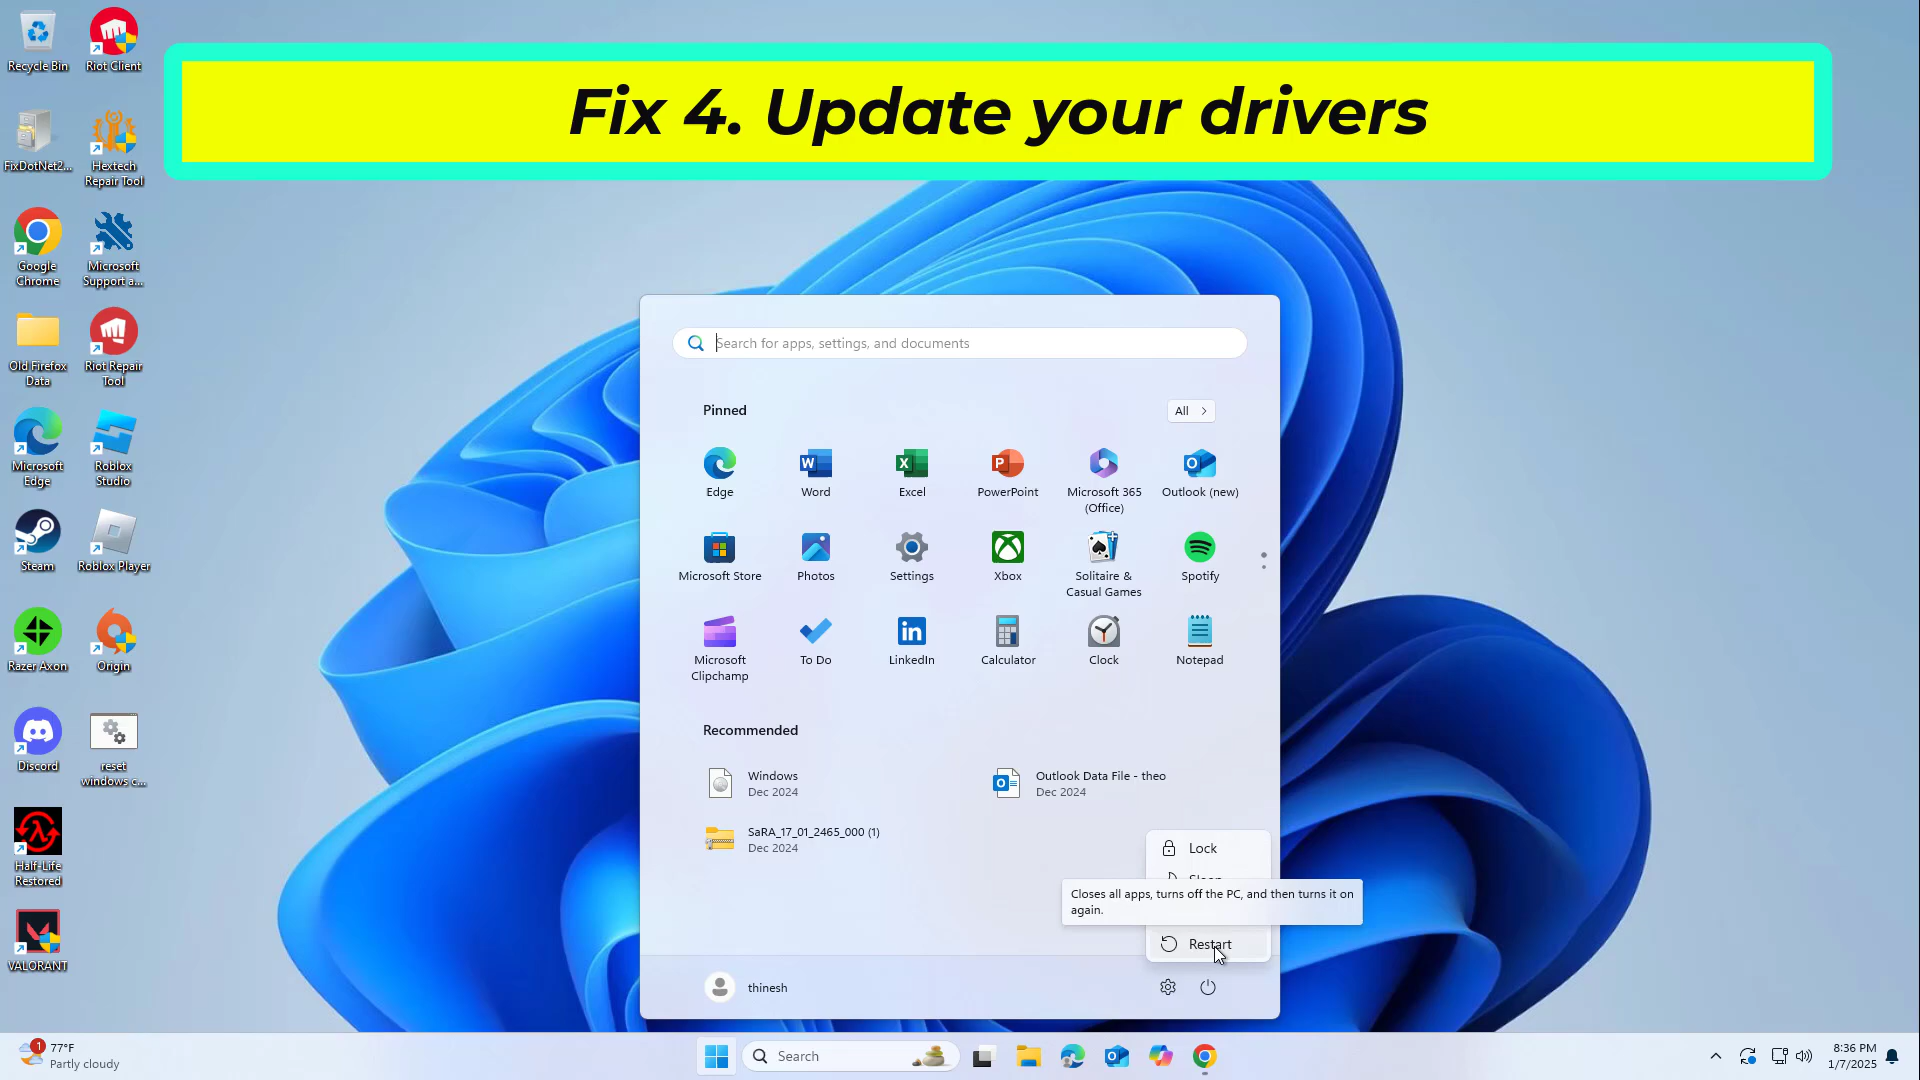 Fix 4. Update your drivers
Recycle Bin
Riot Client
FixDotNet2...
Hextech
Repair Tool
Google
Chrome
Microsoft
Support a...
Old Firefox
Data
Riot Repair
Tool
Microsoft
Edge
Roblox
Studio
Steam
Roblox Player
Razer Axon
Origin
Discord
reset
windows c...
Half-Life
Restored
VALORANT
Search for apps, settings, and documents
Pinned
All
Edge
Word
Excel
PowerPoint
Microsoft 365
(Office)
Outlook (new)
Microsoft Store
Photos
Settings
Xbox
Solitaire &
Casual Games
Spotify
Microsoft
Clipchamp
To Do
LinkedIn
Calculator
Clock
Notepad
Recommended
Windows
Dec 2024
Outlook Data File - theo
Dec 2024
SaRA_17_01_2465_000 (1)
Dec 2024
Lock
Sleep
Closes all apps, turns off the PC, and then turns it on
again.
Restart
thinesh
1
77°F
Partly cloudy
Search
8:36 PM
1/7/2025